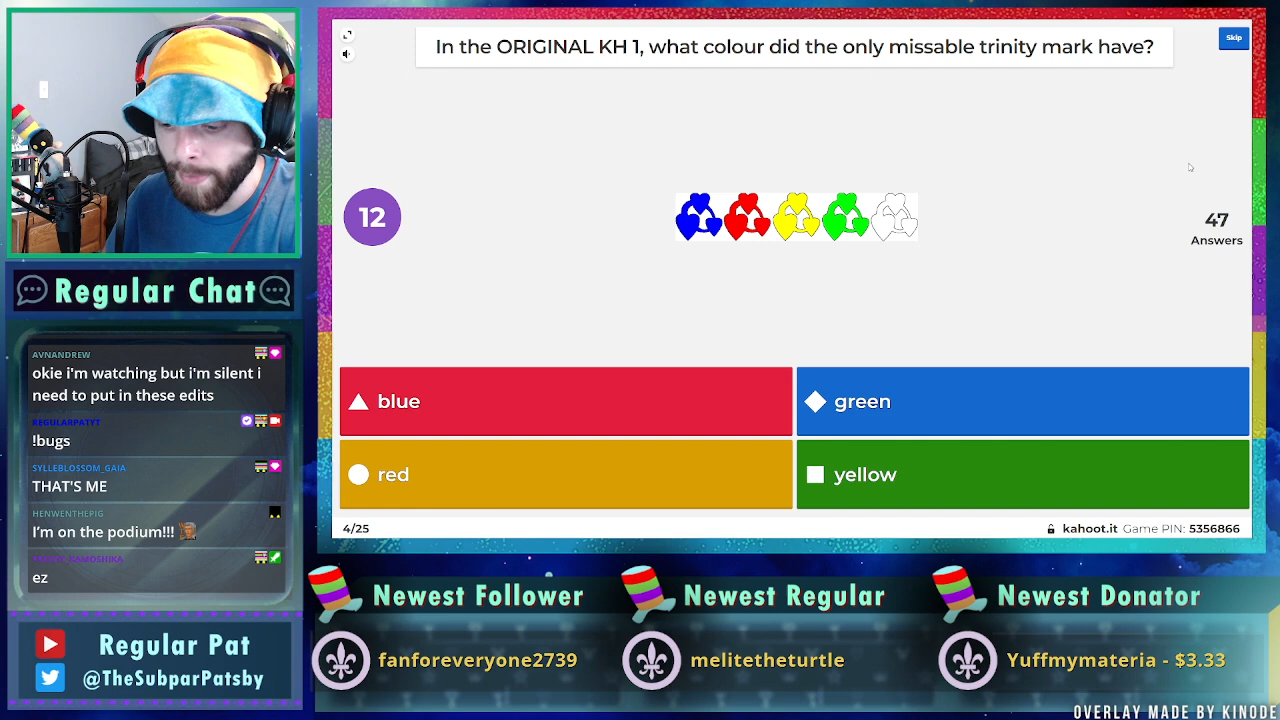 In the ORIGINAL KH 1, what colour did the only missable trinity mark have?
Skip
12
47
Answers
blue
green
red
yellow
4/25
kahoot.it Game PIN: 5356866
Regular Chat
AVNANDREW
okie i'm watching but i'm silent i
need to put in these edits
REGULARPATYT
!bugs
SYLLEBLOSSOM_GAIA
THAT'S ME
HENWENTHEPIG
I'm on the podium!!!
ez
Regular Pat
@TheSubparPatsby
Newest Follower
fanforeveryone2739
Newest Regular
melitetheturtle
Newest Donator
Yuffmymateria - $3.33
OVERLAY MADE BY KINODE